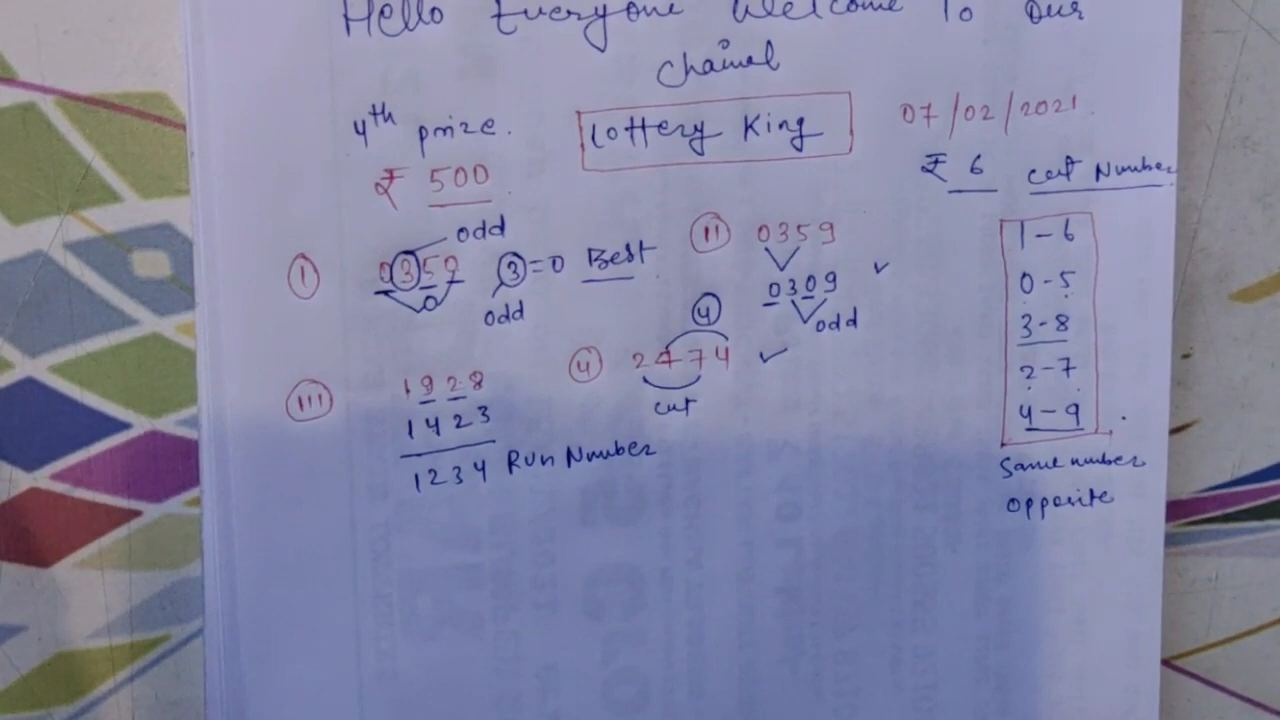 Hello Everyone Welcome To Our
Chainel
4th prize.
Lottery King
07/02/2021.
₹ 500
₹ 6 Cut Number
odd
I 0359 3=0 Best
0
odd
II 0359
0309
odd
III 1928
1423
1234 Run Number
4
4 2474
cut
1-6
0-5
3-8
2-7
4-9
Same number
opposite